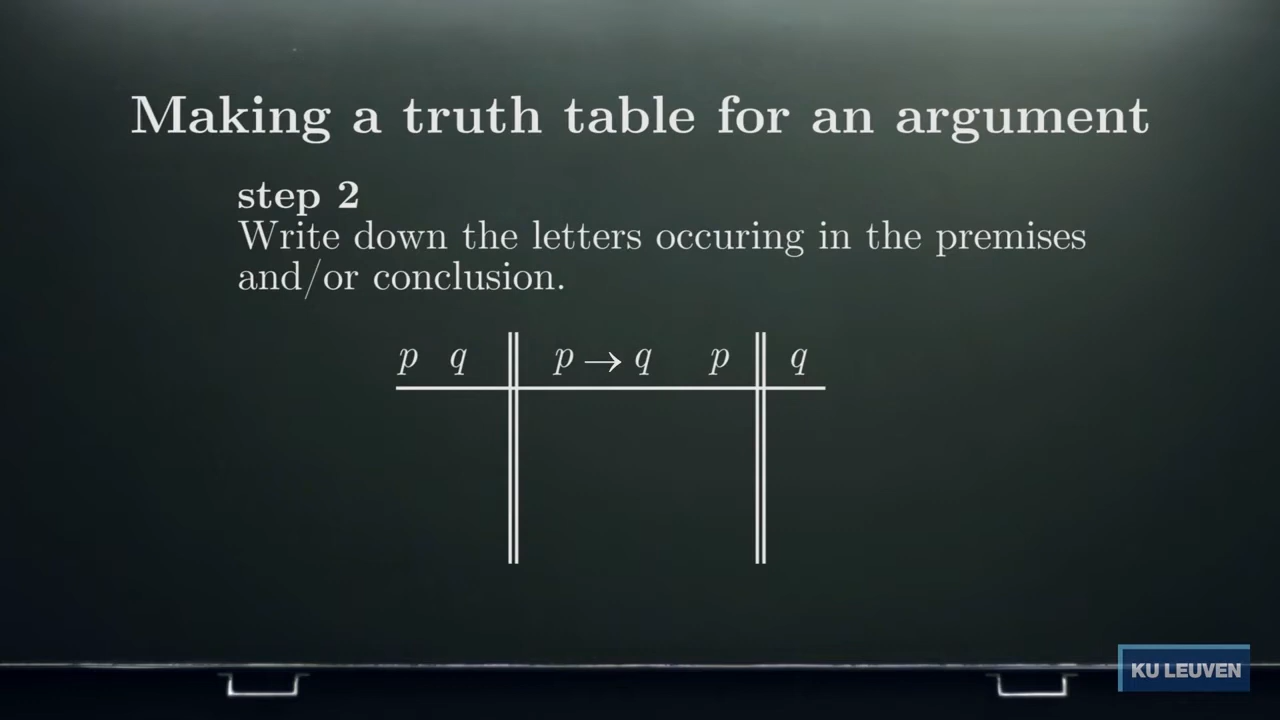 Making a truth table for an argument
step 2
Write down the letters occuring in the premises
and/or conclusion.
p q p → q p q
KU LEUVEN